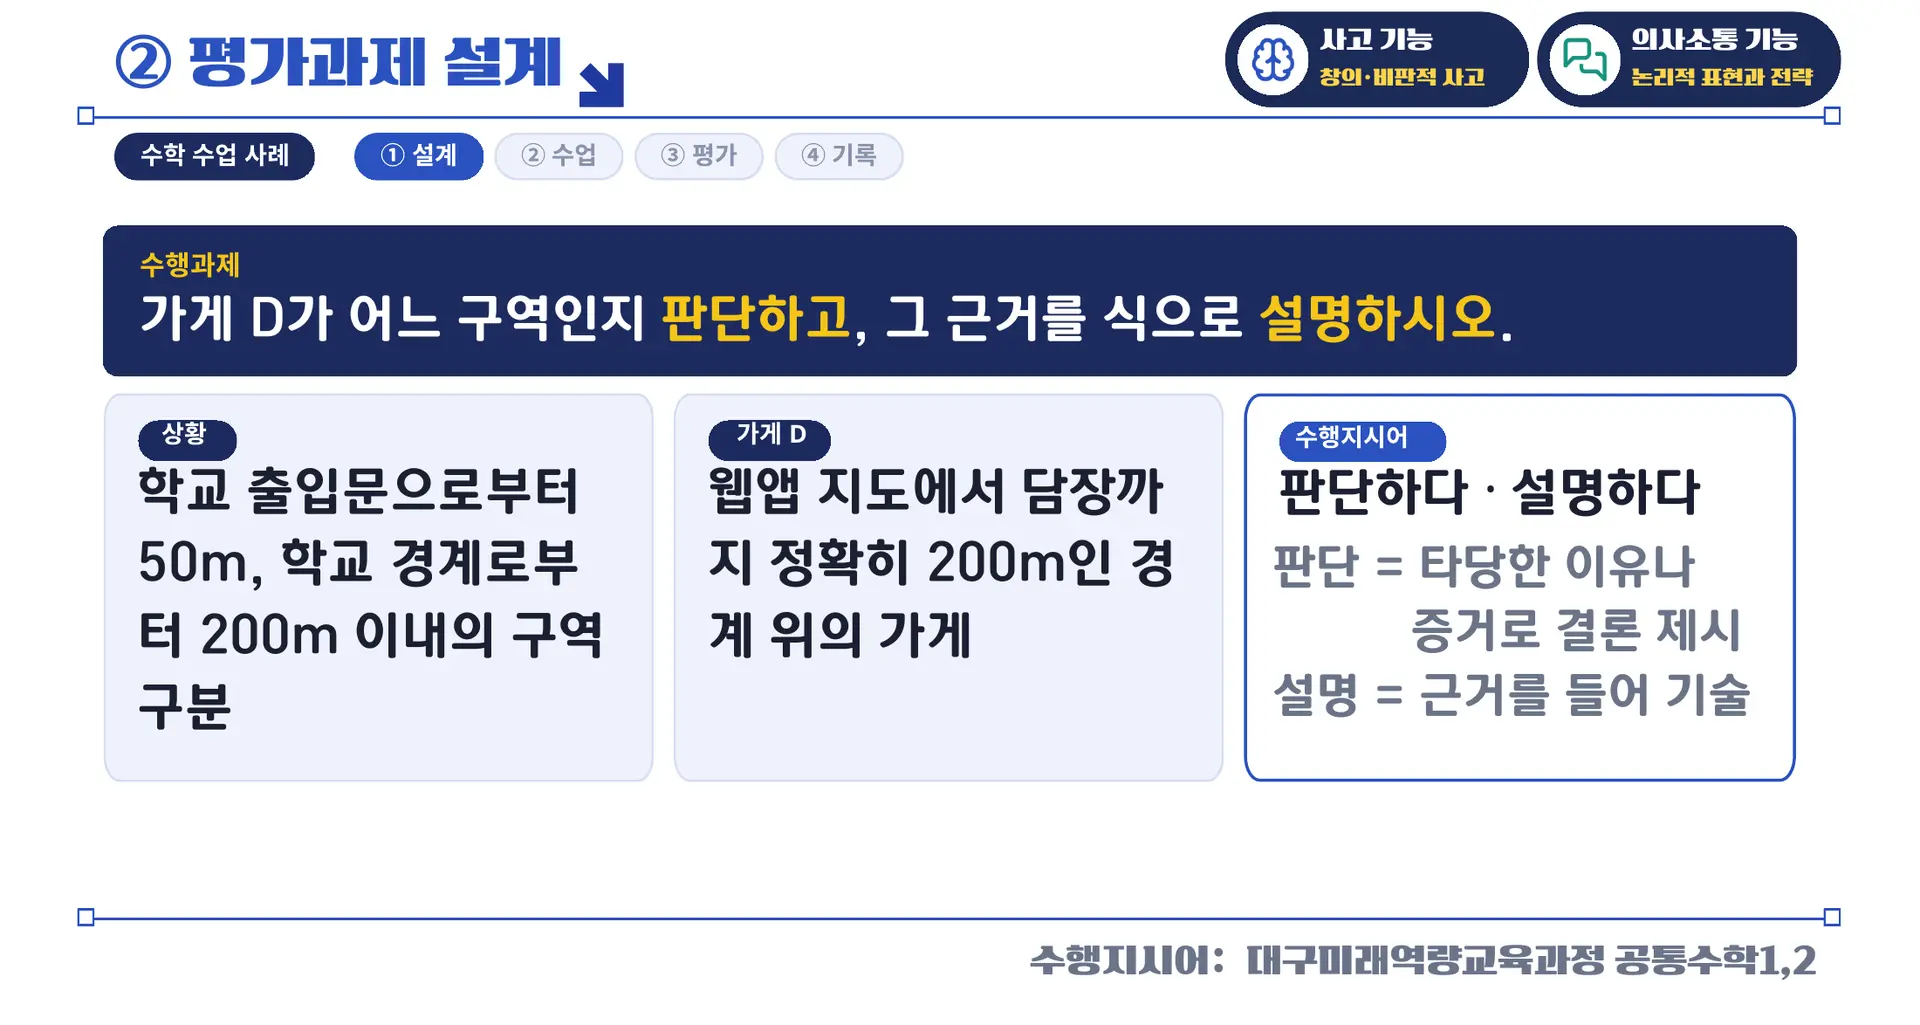 ② 평가과제 설계
사고 기능
창의·비판적 사고
의사소통 기능
논리적 표현과 전략
수학 수업 사례
① 설계
② 수업
③ 평가
④ 기록
수행과제
가게 D가 어느 구역인지 판단하고, 그 근거를 식으로 설명하시오.
상황
학교 출입문으로부터
50m, 학교 경계로부
터 200m 이내의 구역
구분
가게 D
웹앱 지도에서 담장까
지 정확히 200m인 경
계 위의 가게
수행지시어
판단하다 · 설명하다
판단 = 타당한 이유나
증거로 결론 제시
설명 = 근거를 들어 기술
수행지시어: 대구미래역량교육과정 공통수학1,2